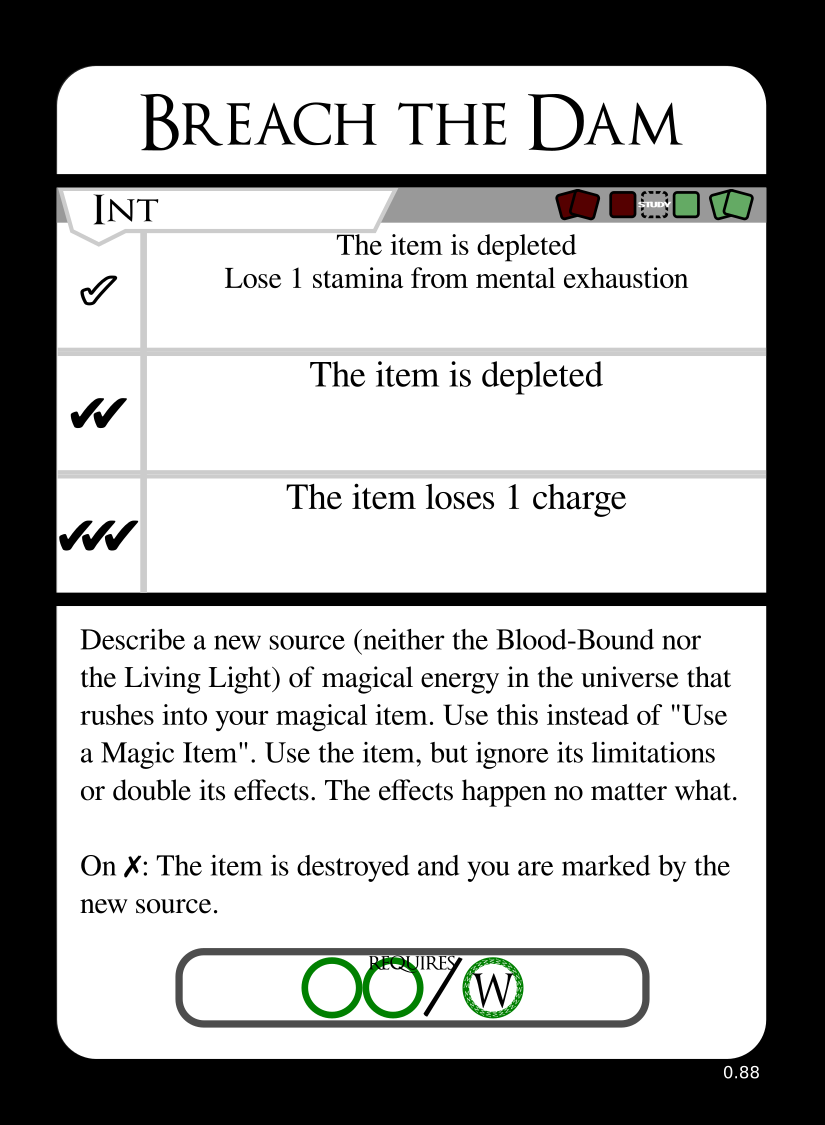 BREACH THE DAM
INT
STUDY
The item is depleted
Lose 1 stamina from mental exhaustion
✓
The item is depleted
✓✓
The item loses 1 charge
✓✓✓
Describe a new source (neither the Blood-Bound nor
the Living Light) of magical energy in the universe that
rushes into your magical item. Use this instead of "Use
a Magic Item". Use the item, but ignore its limitations
or double its effects. The effects happen no matter what.
On ✗: The item is destroyed and you are marked by the
new source.
REQUIRES
/ W
0.88